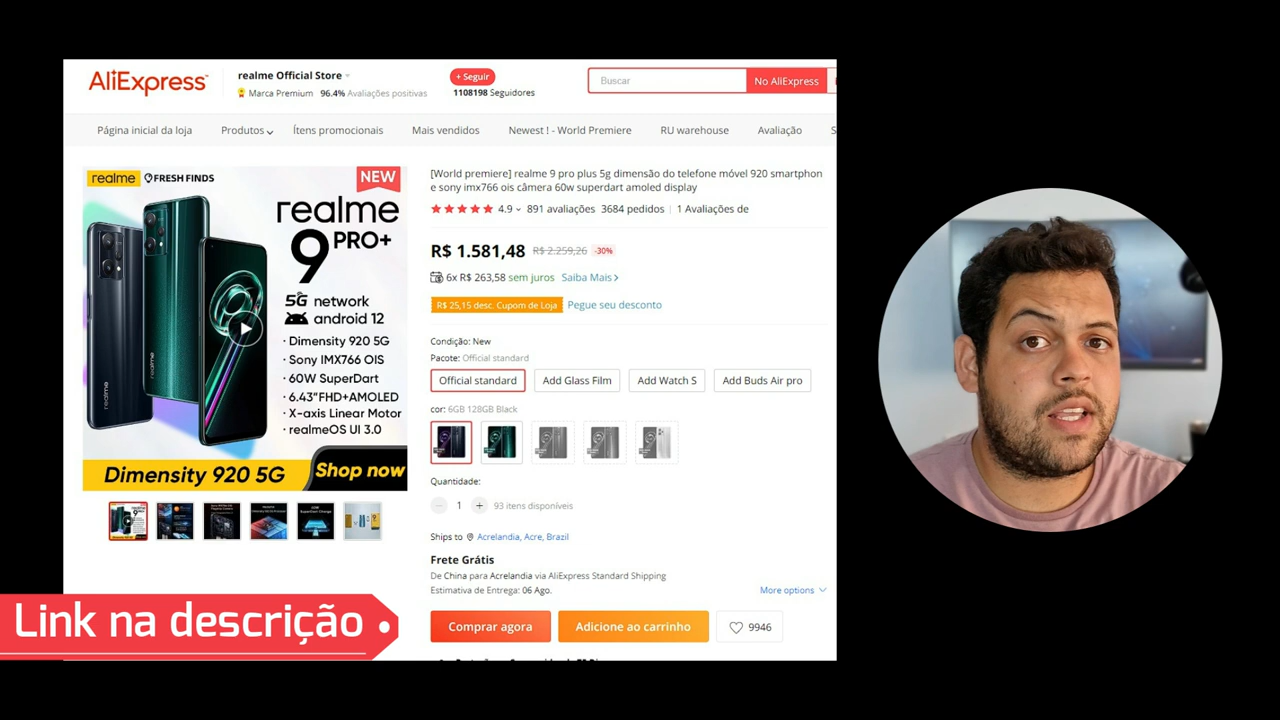 AliExpress
realme Official Store
Marca Premium 96.4% Avaliações positivas
+ Seguir
1108198 Seguidores
Buscar
No AliExpress
Página inicial da loja Produtos Ítens promocionais Mais vendidos Newest ! - World Premiere RU warehouse Avaliação
realme FRESH FINDS
NEW
realme
9 PRO+
5G network
android 12
· Dimensity 920 5G
· Sony IMX766 OIS
· 60W SuperDart
· 6.43"FHD+AMOLED
· X-axis Linear Motor
· realmeOS UI 3.0
realme
realme
Dimensity 920 5G
Shop now
[World premiere] realme 9 pro plus 5g dimensão do telefone móvel 920 smartphon
e sony imx766 ois câmera 60w superdart amoled display
4.9 891 avaliações 3684 pedidos 1 Avaliações de
R$ 1.581,48 R$ 2.259,26 -30%
6x R$ 263,58 sem juros Saiba Mais
R$ 25,15 desc. Cupom de Loja Pegue seu desconto
Condição: New
Pacote: Official standard
Official standard Add Glass Film Add Watch S Add Buds Air pro
cor: 6GB 128GB Black
Quantidade:
1 + 93 itens disponíveis
Ships to Acrelandia, Acre, Brazil
Frete Grátis
De China para Acrelandia via AliExpress Standard Shipping
Estimativa de Entrega: 06 Ago.
More options
Comprar agora Adicione ao carrinho 9946
Link na descrição